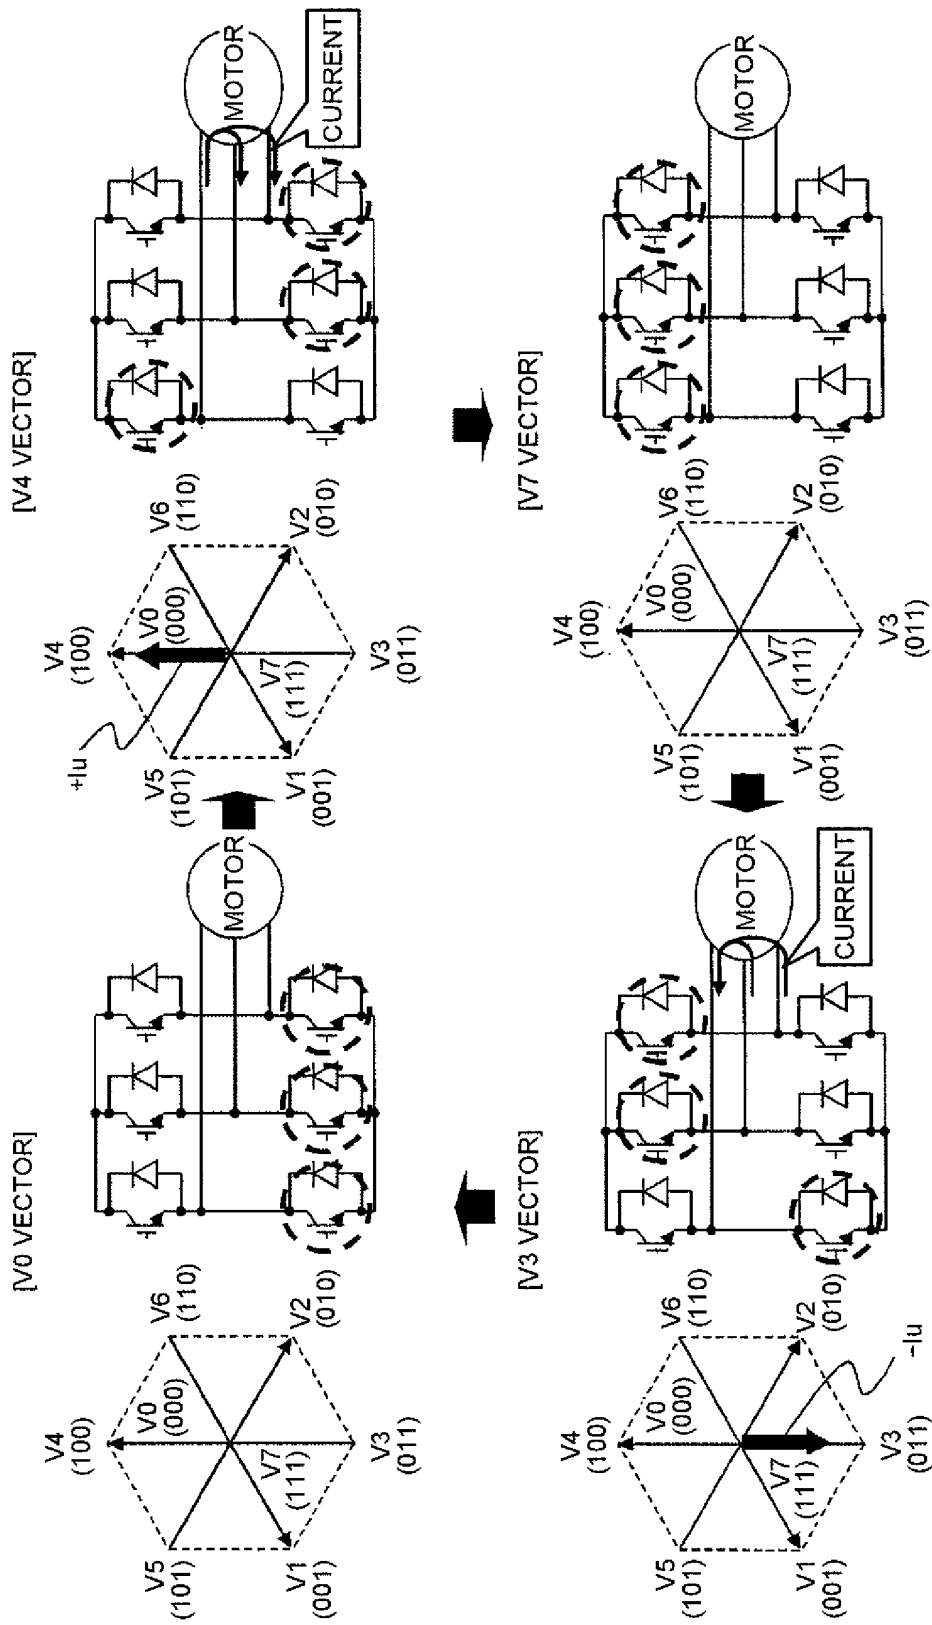 [V0 VECTOR]
V4
(100)
V5
(101)
V0
(000)
V6
(110)
V7
(111)
V1
(001)
V2
(010)
V3
(011)
MOTOR
[V4 VECTOR]
V4
(100)
+Iu
V5
(101)
V0
(000)
V6
(110)
V7
(111)
V1
(001)
V2
(010)
V3
(011)
MOTOR
CURRENT
[V3 VECTOR]
V4
(100)
V5
(101)
V0
(000)
V6
(110)
V7
(111)
V1
(001)
V2
(010)
V3
(011)
-Iu
MOTOR
CURRENT
[V7 VECTOR]
V4
(100)
V5
(101)
V0
(000)
V6
(110)
V7
(111)
V1
(001)
V2
(010)
V3
(011)
MOTOR